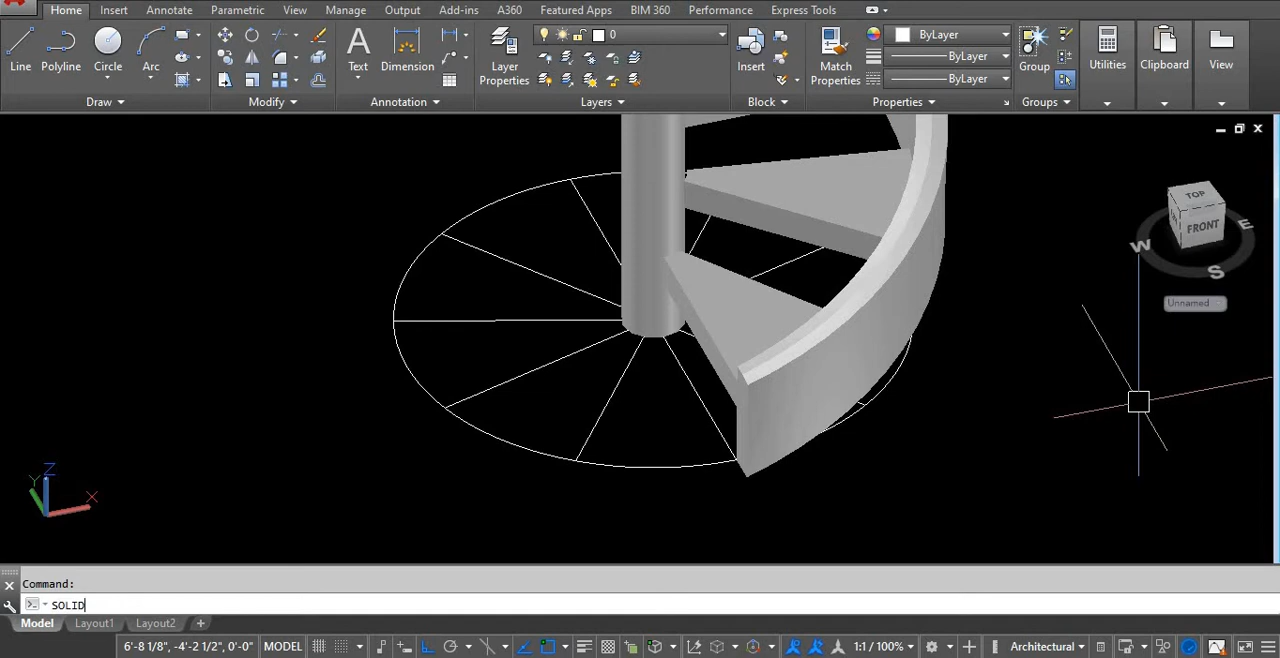 Home Insert Annotate Parametric View Manage Output Add-ins A360 Featured Apps BIM 360 Performance Express Tools
0 ByLayer
ByLayer
ByLayer
Line Polyline Circle Arc Text Dimension Layer Properties Insert Match Properties Group Utilities Clipboard View
Draw Modify Annotation Layers Block Properties Groups
TOP
FRONT
W E
S
Unnamed
Z
Y
X
Command:
SOLID
Model Layout1 Layout2 +
6'-8 1/8", -4'-2 1/2", 0'-0" MODEL 1:1 / 100% Architectural